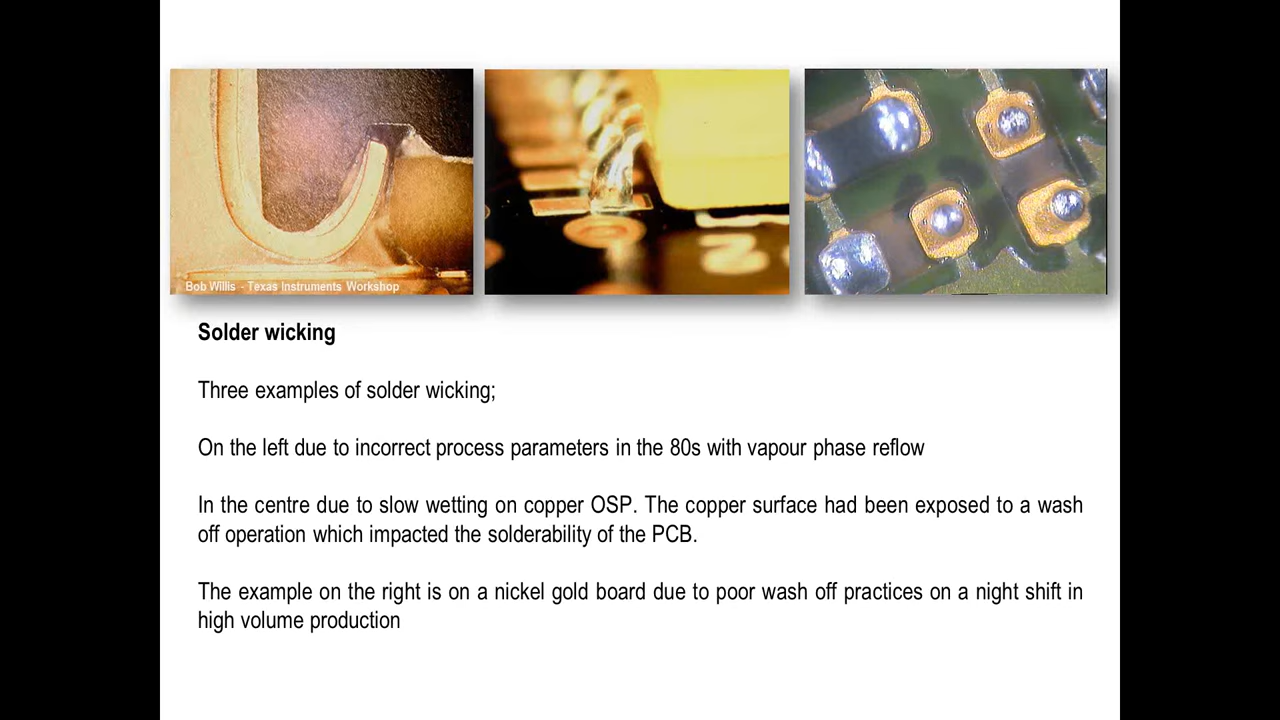 Bob Willis - Texas Instruments Workshop
Solder wicking
Three examples of solder wicking;
On the left due to incorrect process parameters in the 80s with vapour phase reflow
In the centre due to slow wetting on copper OSP. The copper surface had been exposed to a wash
off operation which impacted the solderability of the PCB.
The example on the right is on a nickel gold board due to poor wash off practices on a night shift in
high volume production